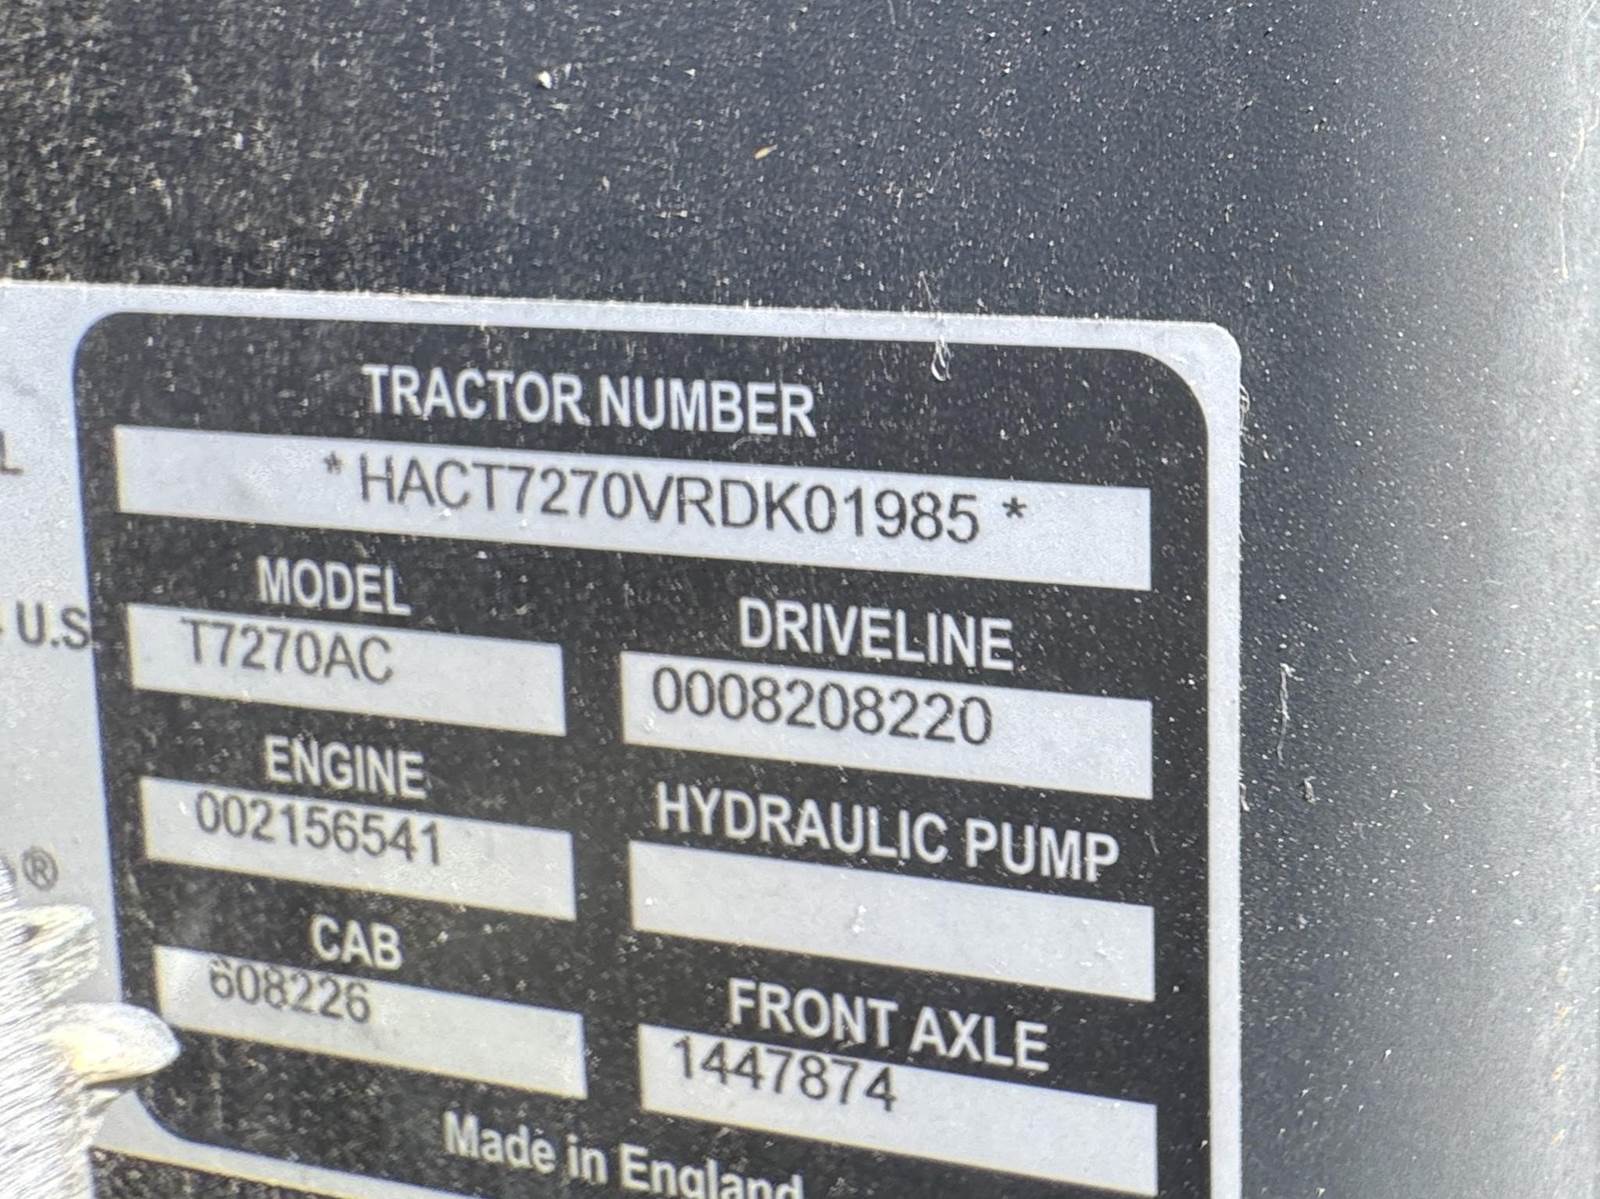 TRACTOR NUMBER
* HACT7270VRDK01985 *
MODEL
T7270AC
DRIVELINE
0008208220
ENGINE
002156541
HYDRAULIC PUMP
CAB
608226
FRONT AXLE
1447874
Made in England
L
U.S.
®